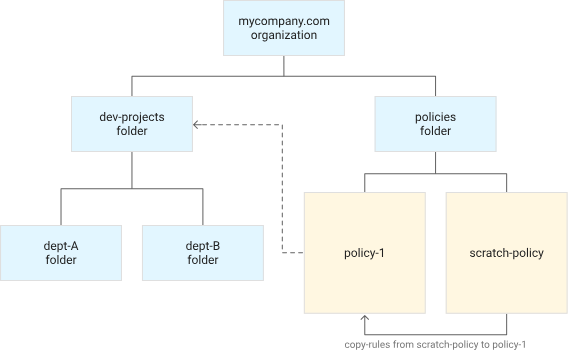 mycompany.com
organization
dev-projects
folder
policies
folder
dept-A
folder
dept-B
folder
policy-1
scratch-policy
copy-rules from scratch-policy to policy-1